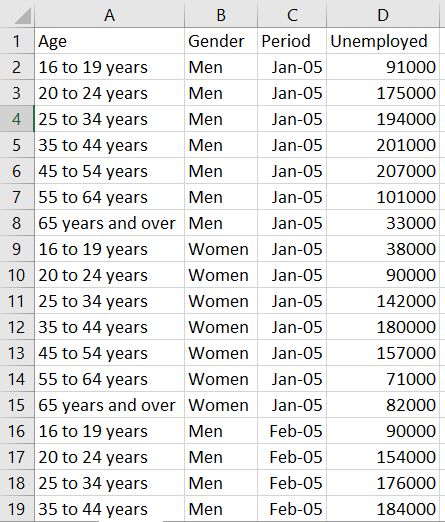 A B C D
1 Age Gender Period Unemployed
2 16 to 19 years Men Jan-05 91000
3 20 to 24 years Men Jan-05 175000
4 25 to 34 years Men Jan-05 194000
5 35 to 44 years Men Jan-05 201000
6 45 to 54 years Men Jan-05 207000
7 55 to 64 years Men Jan-05 101000
8 65 years and over Men Jan-05 33000
9 16 to 19 years Women Jan-05 38000
10 20 to 24 years Women Jan-05 90000
11 25 to 34 years Women Jan-05 142000
12 35 to 44 years Women Jan-05 180000
13 45 to 54 years Women Jan-05 157000
14 55 to 64 years Women Jan-05 71000
15 65 years and over Women Jan-05 82000
16 16 to 19 years Men Feb-05 90000
17 20 to 24 years Men Feb-05 154000
18 25 to 34 years Men Feb-05 176000
19 35 to 44 years Men Feb-05 184000